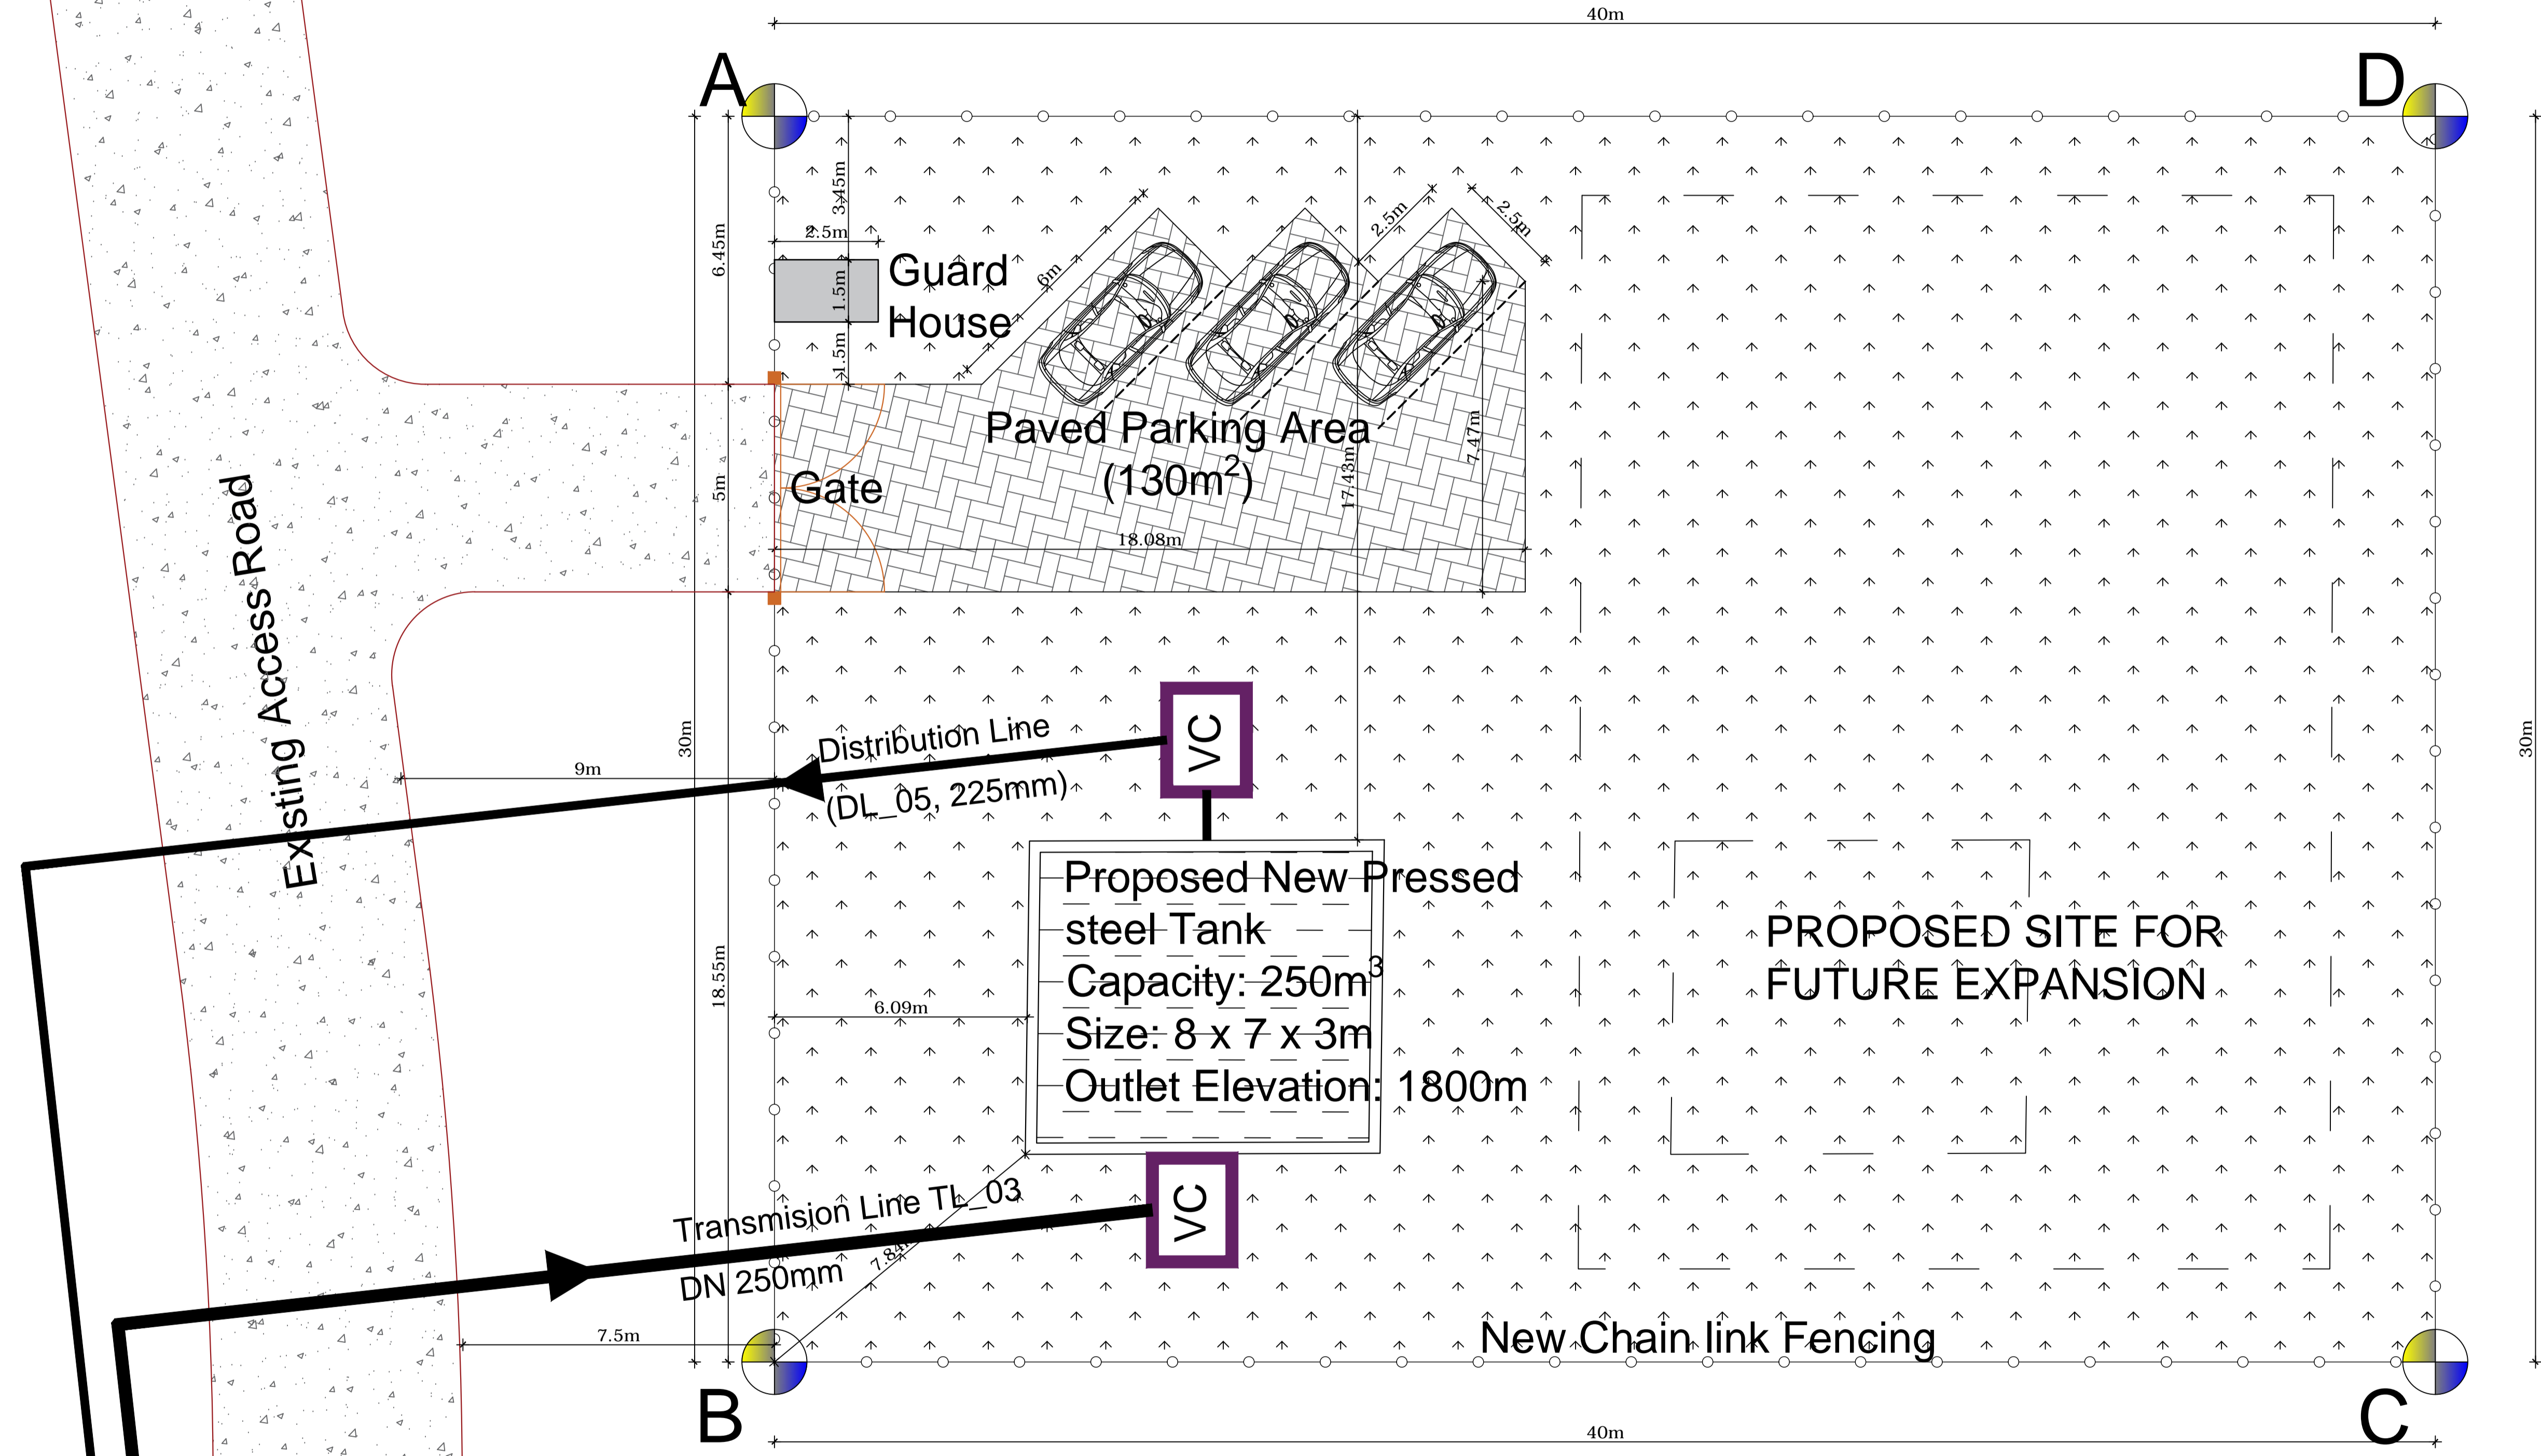 40m
A
D
3.45m
2.5m
6.45m
Guard
House
1.5m
1.5m
6m
2.5m
2.5m
Paved Parking Area
(130m²)
17.43m
7.47m
5m
Gate
18.08m
Existing Access Road
30m
30m
9m
Distribution Line
(DL_05, 225mm)
VC
Proposed New Pressed
steel Tank
Capacity: 250m³
Size: 8 x 7 x 3m
Outlet Elevation: 1800m
PROPOSED SITE FOR
FUTURE EXPANSION
18.55m
6.09m
Transmision Line TL_03
DN 250mm
7.84m
VC
7.5m
New Chain link Fencing
B
C
40m